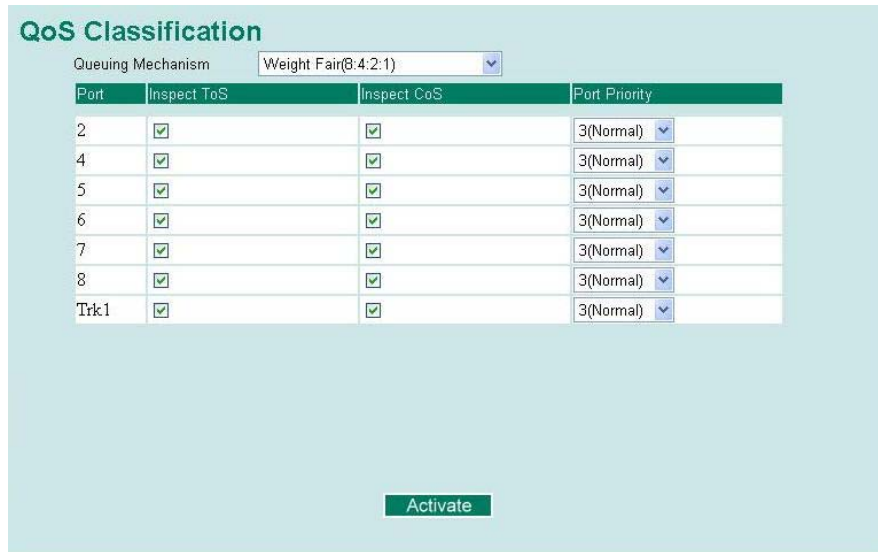 QoS Classification
Queuing Mechanism Weight Fair(8:4:2:1)
Port Inspect ToS Inspect CoS Port Priority
2 3(Normal)
4 3(Normal)
5 3(Normal)
6 3(Normal)
7 3(Normal)
8 3(Normal)
Trk1 3(Normal)
Activate